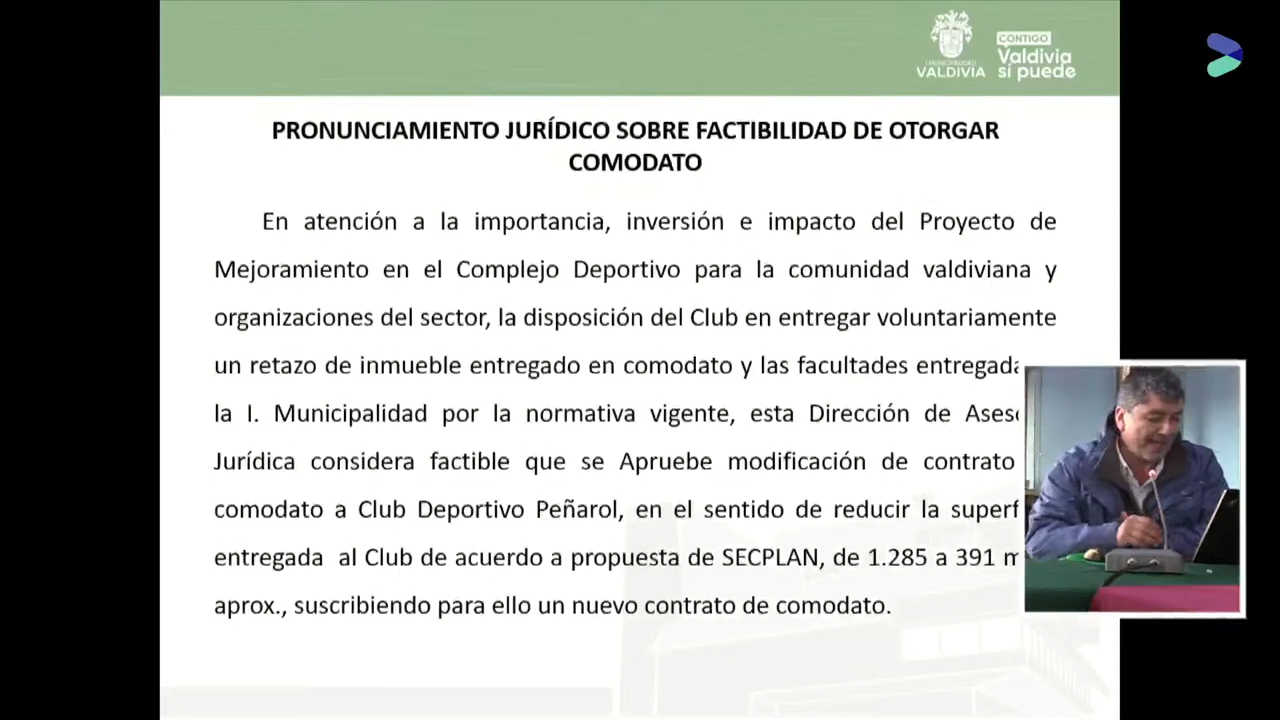 I. MUNICIPALIDAD
VALDIVIA
CONTIGO
Valdivia
sí puede
PRONUNCIAMIENTO JURÍDICO SOBRE FACTIBILIDAD DE OTORGAR
COMODATO
En atención a la importancia, inversión e impacto del Proyecto de
Mejoramiento en el Complejo Deportivo para la comunidad valdiviana y
organizaciones del sector, la disposición del Club en entregar voluntariamente
un retazo de inmueble entregado en comodato y las facultades
la I. Municipalidad por la normativa vigente, esta Dirección de
Jurídica considera factible que se Apruebe modificación de contrato
comodato a Club Deportivo Peñarol, en el sentido de reducir la
entregada al Club de acuerdo a propuesta de SECPLAN, de 1.285 a 391
aprox., suscribiendo para ello un nuevo contrato de comodato.